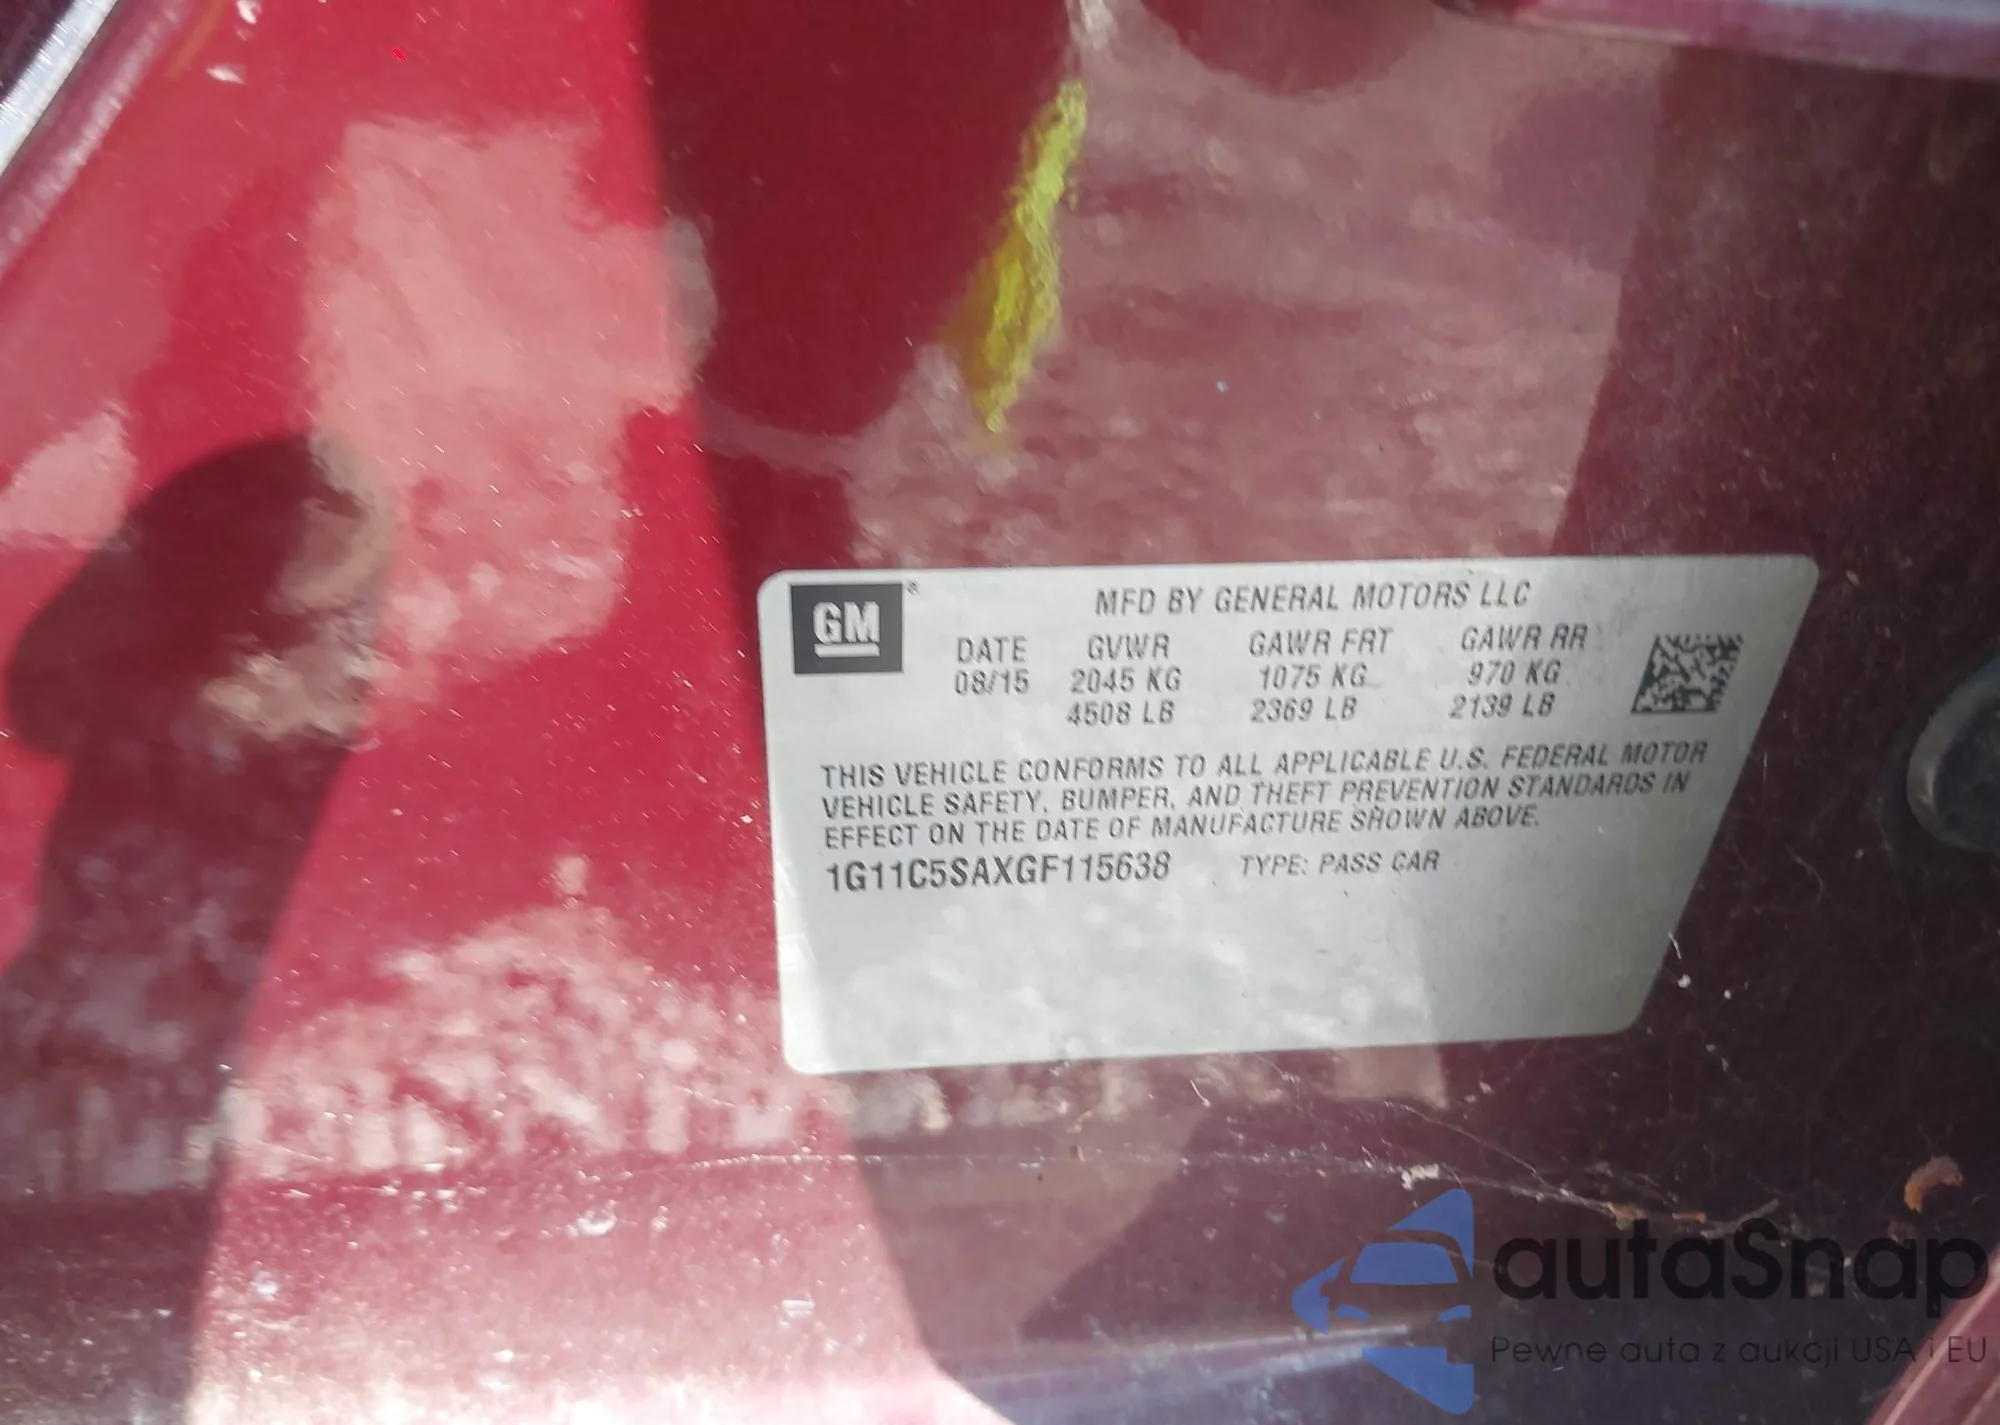 GM®
MFD BY GENERAL MOTORS LLC
DATE GVWR GAWR FRT GAWR RR
08/15 2045 KG 1075 KG 970 KG
4508 LB 2369 LB 2139 LB
THIS VEHICLE CONFORMS TO ALL APPLICABLE U.S. FEDERAL MOTOR
VEHICLE SAFETY, BUMPER, AND THEFT PREVENTION STANDARDS IN
EFFECT ON THE DATE OF MANUFACTURE SHOWN ABOVE.
1G11C5SAXGF115638 TYPE: PASS CAR
autaSnap
Pewne auta z aukcji USA i EU